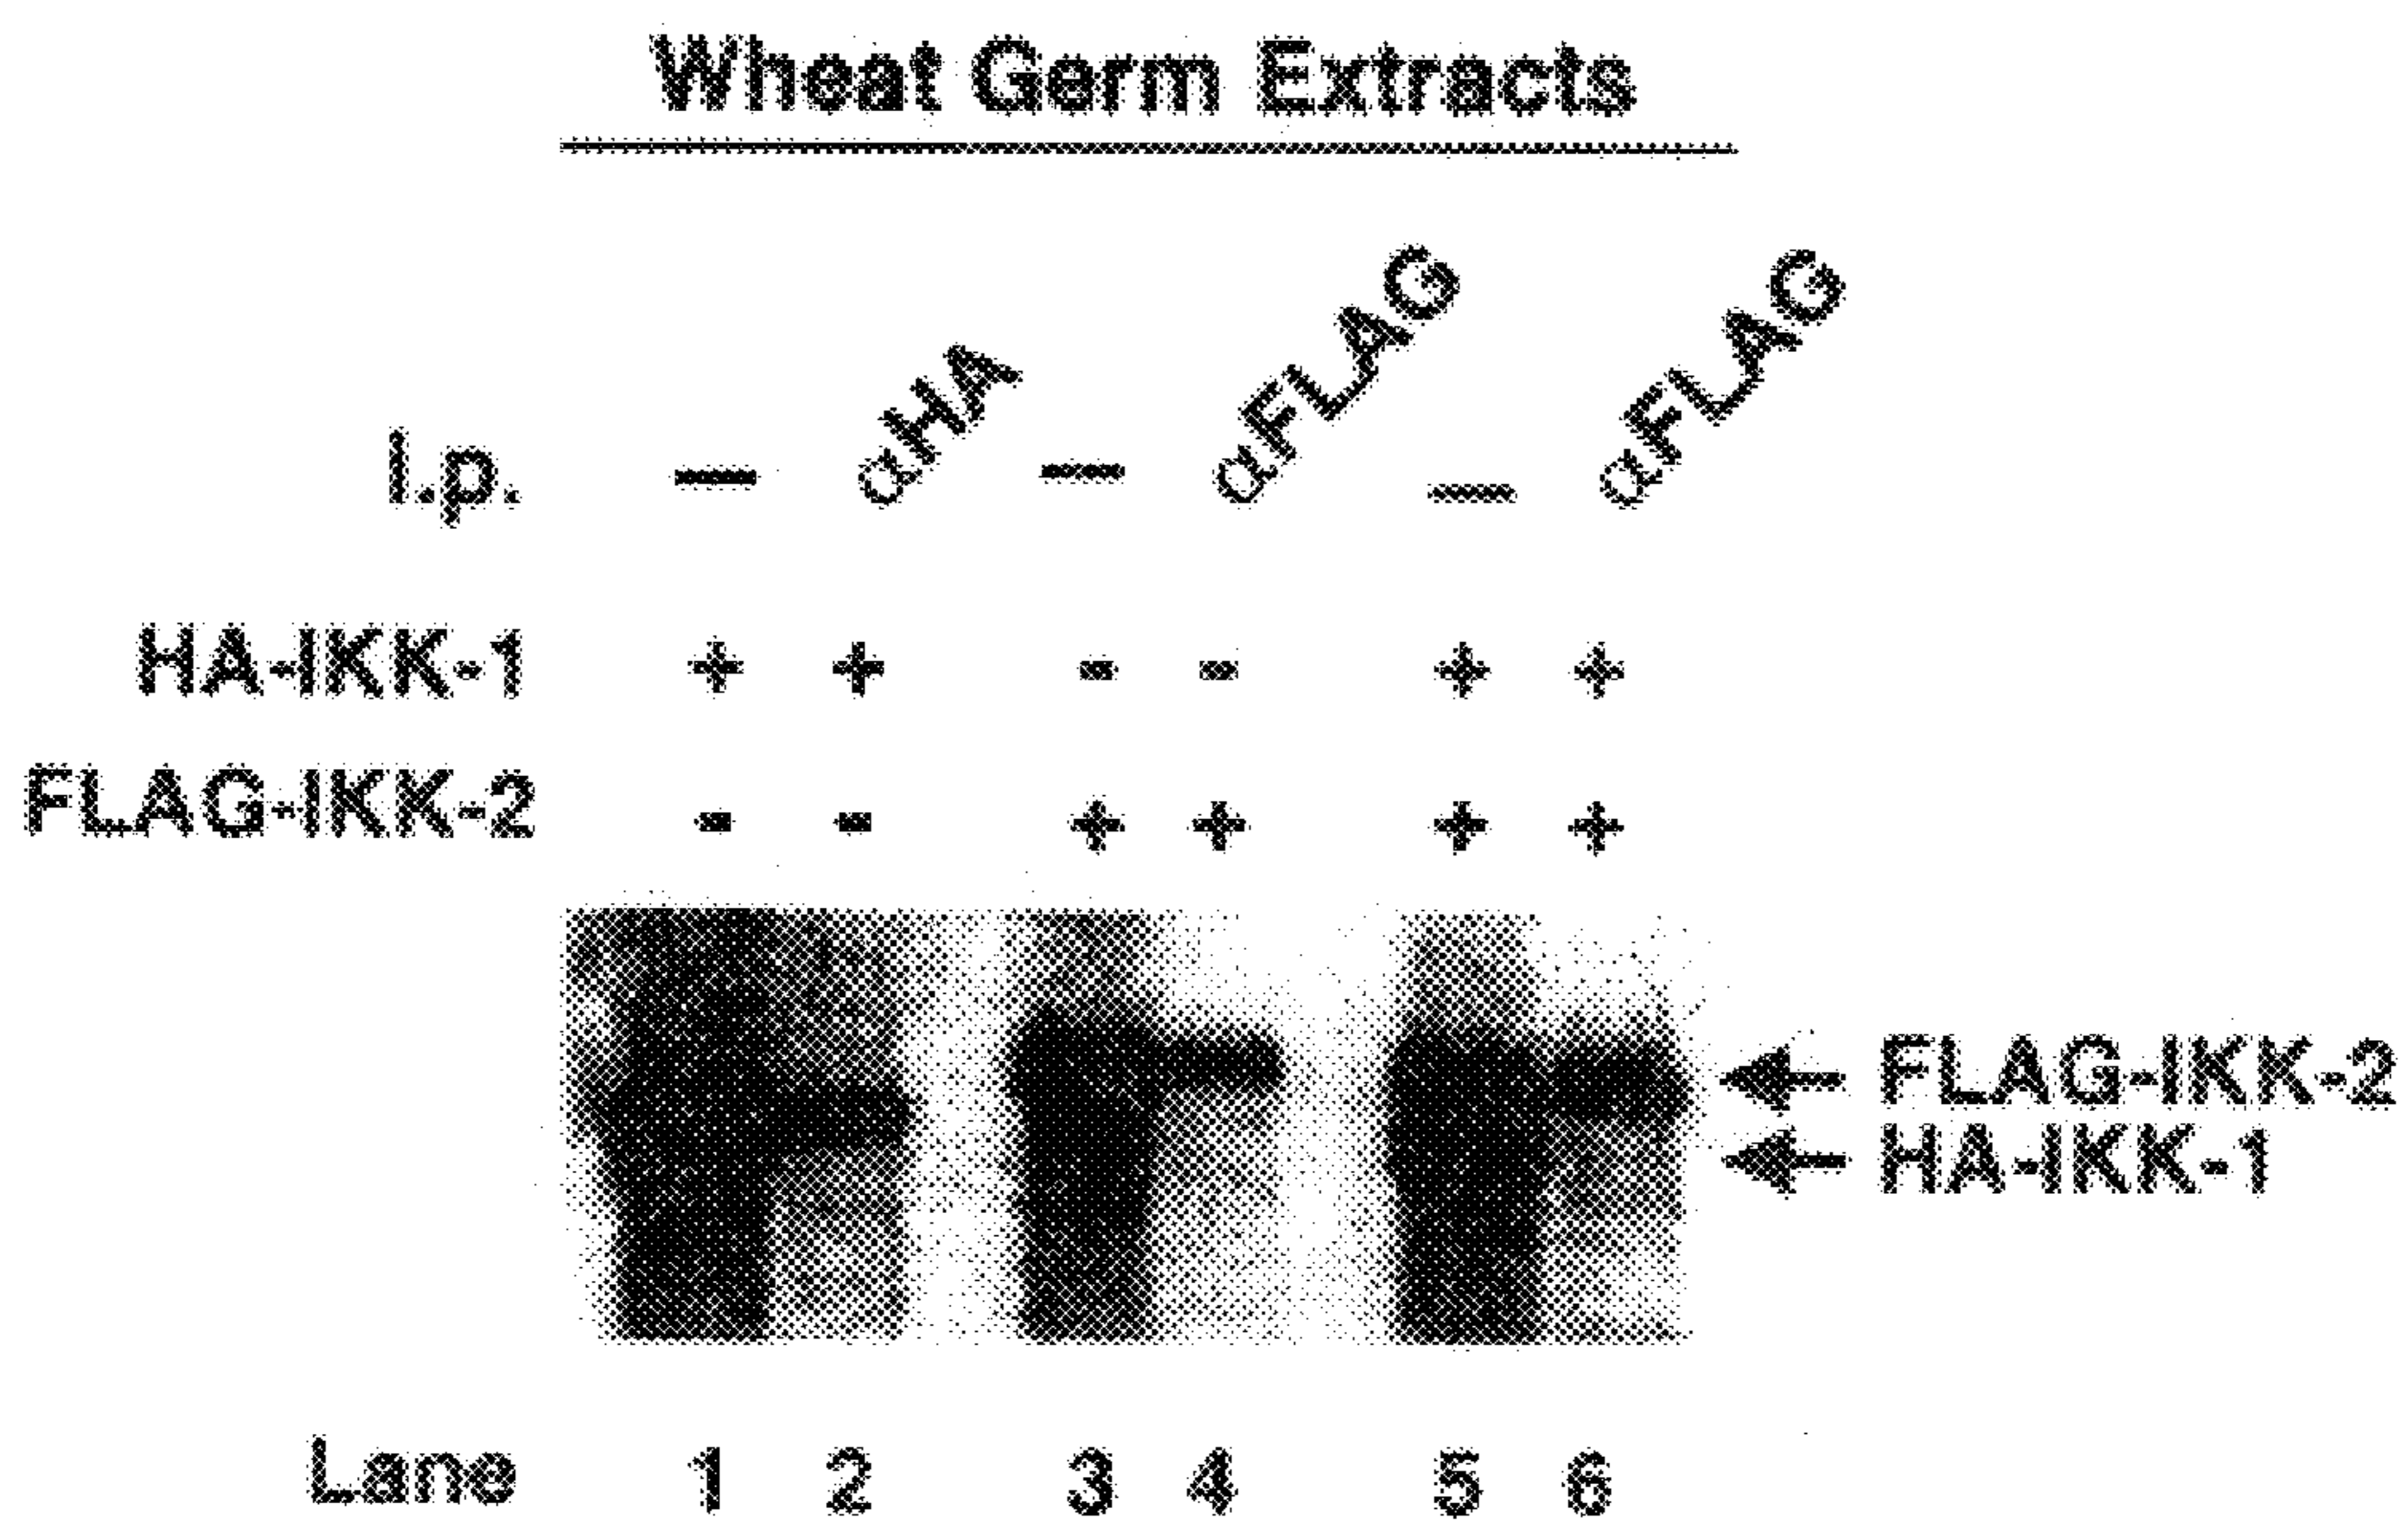 Wheat Germ Extracts
I.p. — αHA — αFLAG — αFLAG
HA-IKK-1 + + - - + +
FLAG-IKK-2 - - + + + +
FLAG-IKK-2
HA-IKK-1
Lane 1 2 3 4 5 6